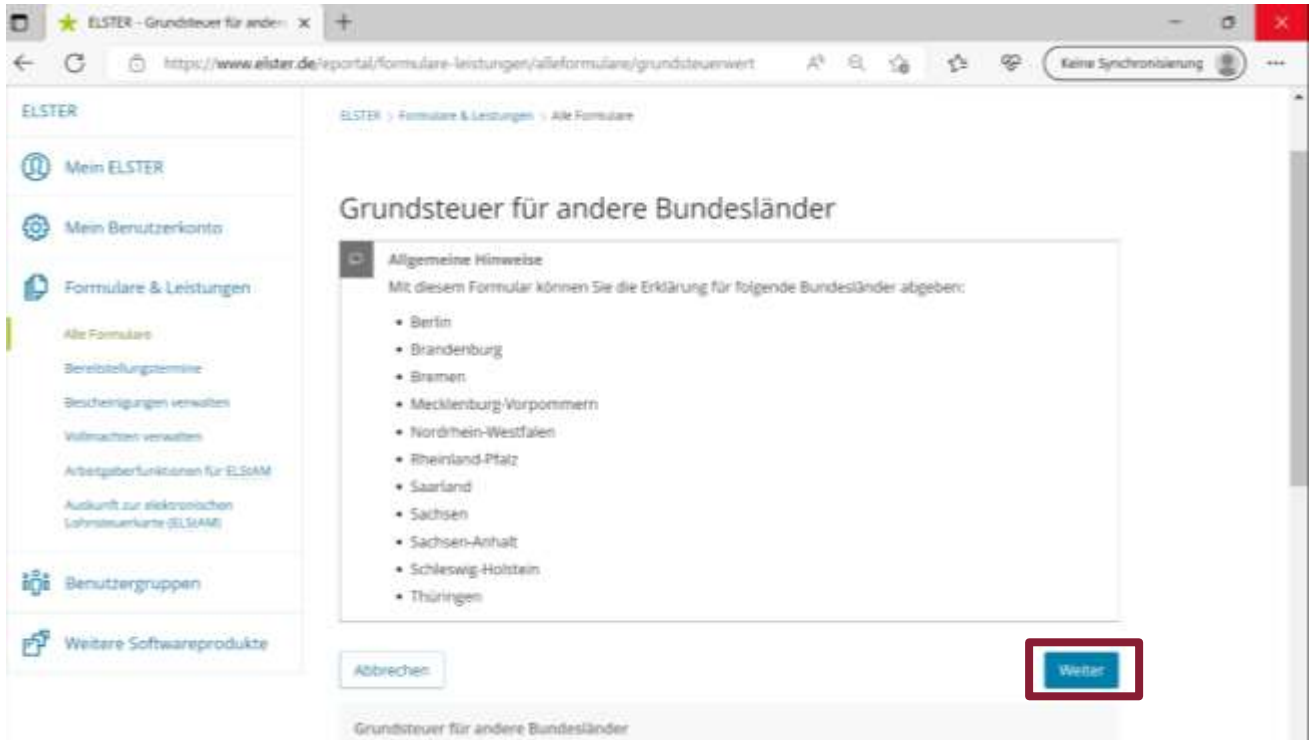 ELSTER - Grundsteuer für ander
https://www.elster.de/eportal/formulare-leistungen/alleformulare/grundsteuerwert
Keine Synchronisierung
ELSTER
Mein ELSTER
Mein Benutzerkonto
Formulare & Leistungen
Alle Formulare
Bereitstellungstermine
Bescheinigungen verwalten
Vollmachten verwalten
Arbeitgeberfunktionen für ELStAM
Auskunft zur elektronischen
Lohnsteuerkarte (ELStAM)
Benutzergruppen
Weitere Softwareprodukte
ELSTER > Formulare & Leistungen > Alle Formulare
Grundsteuer für andere Bundesländer
Allgemeine Hinweise
Mit diesem Formular können Sie die Erklärung für folgende Bundesländer abgeben:
• Berlin
• Brandenburg
• Bremen
• Mecklenburg-Vorpommern
• Nordrhein-Westfalen
• Rheinland-Pfalz
• Saarland
• Sachsen
• Sachsen-Anhalt
• Schleswig-Holstein
• Thüringen
Abbrechen
Weiter
Grundsteuer für andere Bundesländer